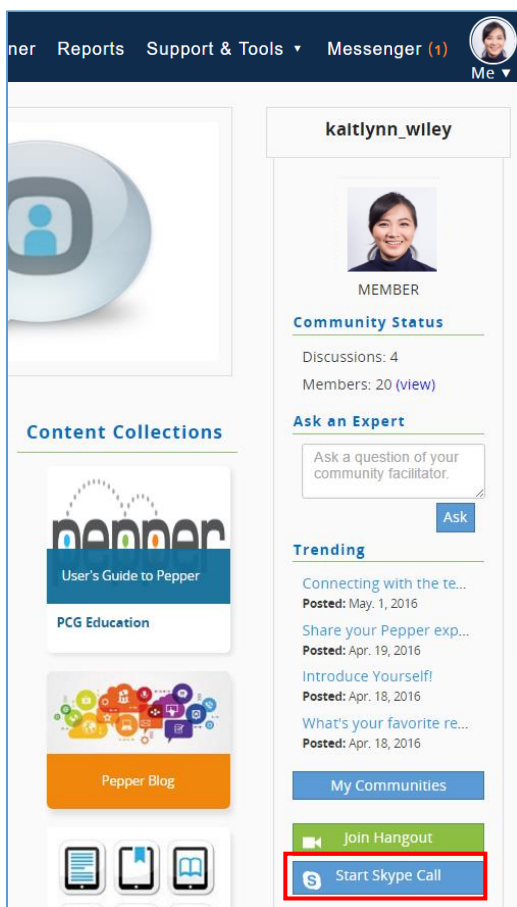 ner Reports Support & Tools ▾ Messenger (1)
Me ▼
kaitlynn_wiley
MEMBER
Community Status
Discussions: 4
Members: 20 (view)
Ask an Expert
Ask a question of your
community facilitator.
Ask
Trending
Connecting with the te...
Posted: May. 1, 2016
Share your Pepper exp...
Posted: Apr. 19, 2016
Introduce Yourself!
Posted: Apr. 18, 2016
What's your favorite re...
Posted: Apr. 18, 2016
My Communities
Join Hangout
Start Skype Call
Content Collections
pepper
User's Guide to Pepper
PCG Education
Pepper Blog